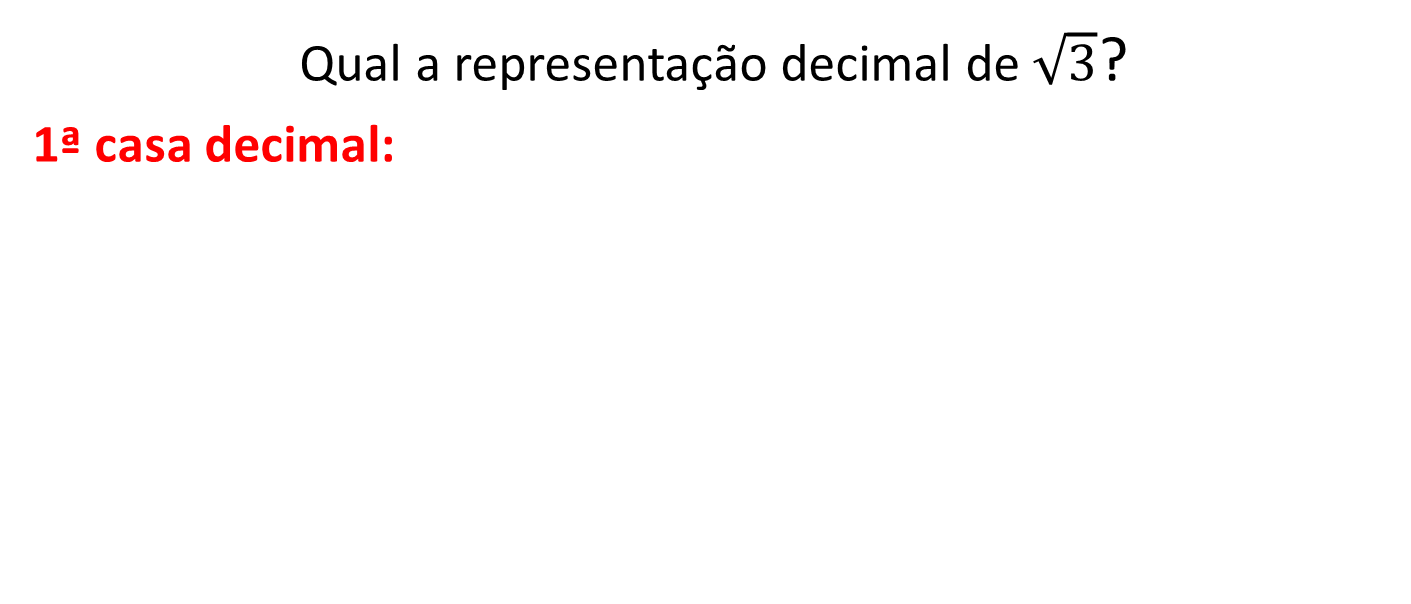 Qual a representação decimal de √3?
1ª casa decimal: